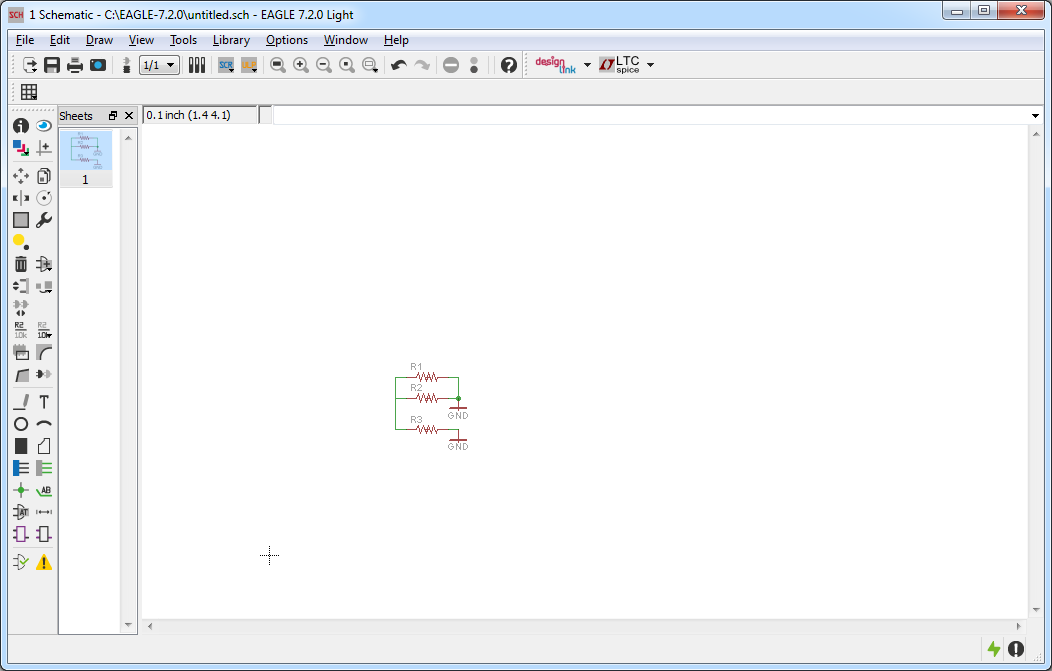 1 Schematic - C:\EAGLE-7.2.0\untitled.sch - EAGLE 7.2.0 Light
File Edit Draw View Tools Library Options Window Help
1/1 SCR design link LTC spice
Sheets
0.1 inch (1.4 4.1)
1
R2
10k
R2
10k
T
AB
AT
R1
R2
GND
R3
GND